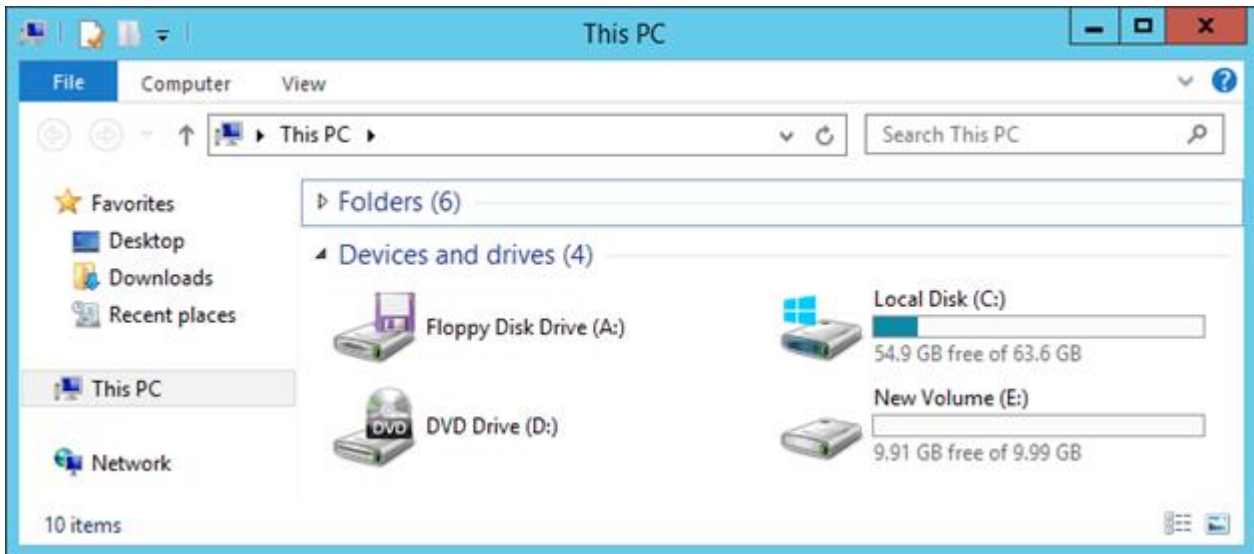 This PC
File Computer View
This PC
Search This PC
Favorites
Desktop
Downloads
Recent places
This PC
Network
Folders (6)
Devices and drives (4)
Floppy Disk Drive (A:)
Local Disk (C:)
54.9 GB free of 63.6 GB
DVD
DVD Drive (D:)
New Volume (E:)
9.91 GB free of 9.99 GB
10 items